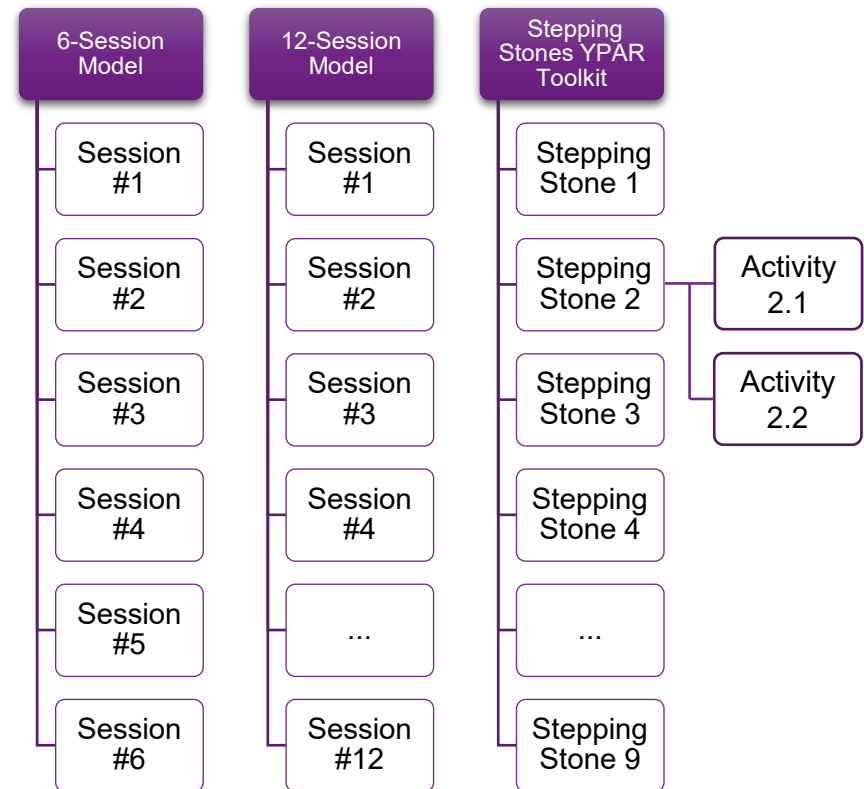 6-Session
Model
Session
#1
Session
#2
Session
#3
Session
#4
Session
#5
Session
#6
12-Session
Model
Session
#1
Session
#2
Session
#3
Session
#4
...
Session
#12
Stepping
Stones YPAR
Toolkit
Stepping
Stone 1
Stepping
Stone 2
Activity
2.1
Activity
2.2
Stepping
Stone 3
Stepping
Stone 4
...
Stepping
Stone 9